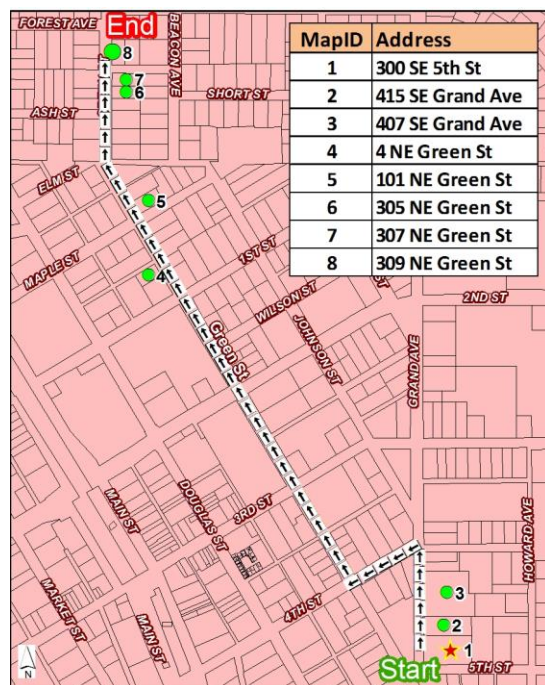 FOREST AVE
End
BEACON AVE
8
7
6
SHORT ST
ASH ST
ELM ST
5
MAPLE ST
4
1ST ST
WILSON ST
2ND ST
JOHNSON ST
GRAND AVE
Green St
MAIN ST
DOUGLAS ST
3RD ST
HOWARD AVE
MARKET ST
MAIN ST
4TH ST
3
2
1
Start
5TH ST
N
MapID Address
1 300 SE 5th St
2 415 SE Grand Ave
3 407 SE Grand Ave
4 4 NE Green St
5 101 NE Green St
6 305 NE Green St
7 307 NE Green St
8 309 NE Green St